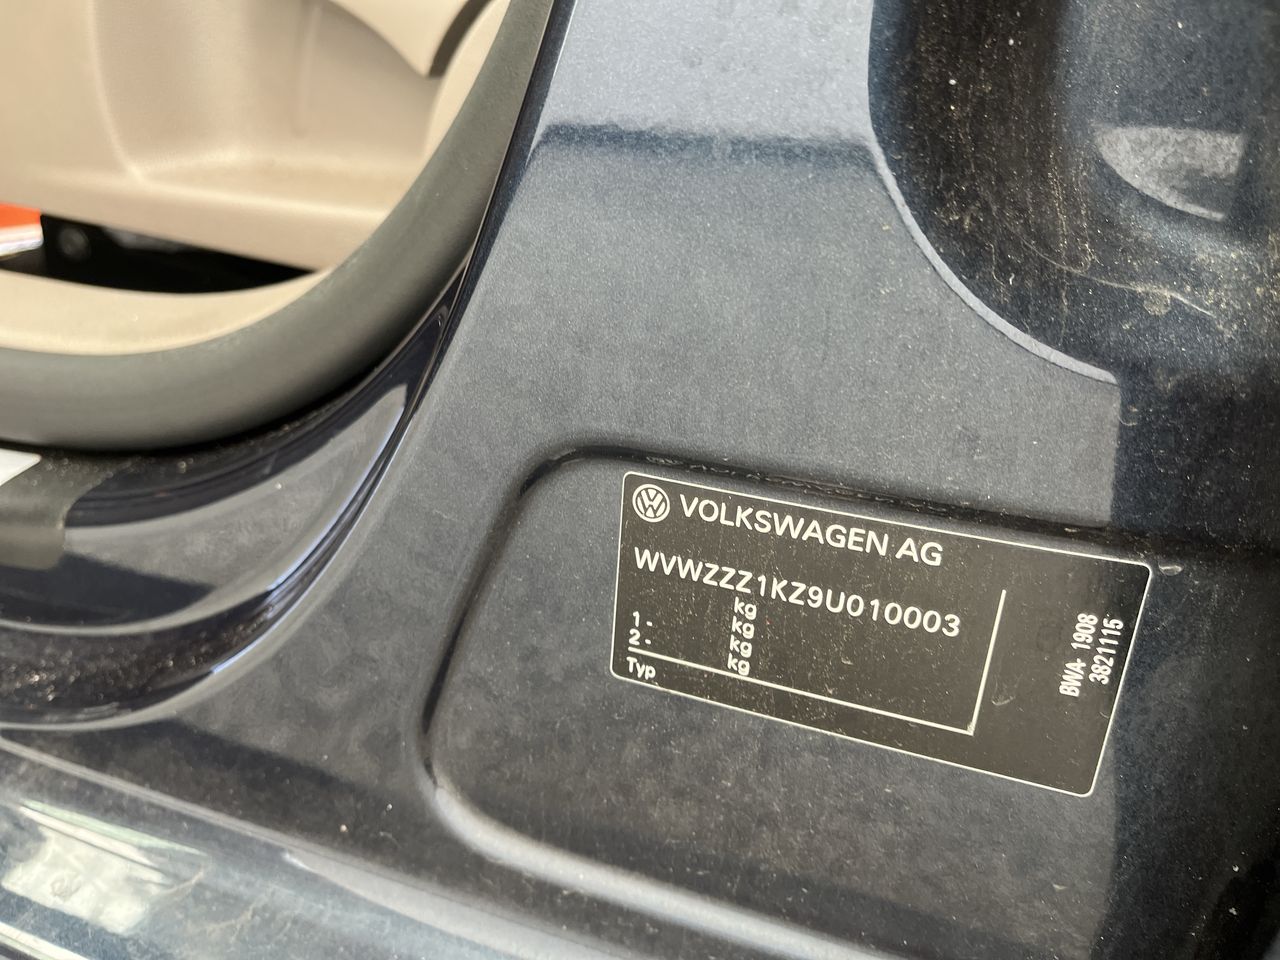 VOLKSWAGEN AG
WVWZZZ1KZ9U010003
kg
kg
1 - kg
2 - kg
Typ
BWA 1908
3821115